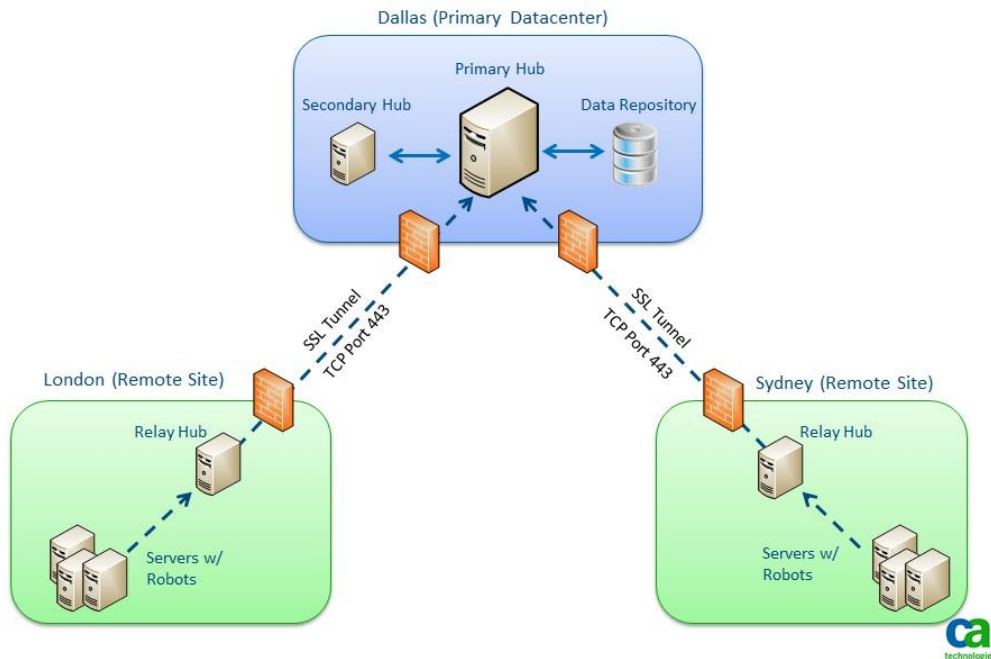 Dallas (Primary Datacenter)
Primary Hub
Secondary Hub
Data Repository
SSL Tunnel
TCP Port 443
SSL Tunnel
TCP Port 443
London (Remote Site)
Relay Hub
Servers w/
Robots
Sydney (Remote Site)
Relay Hub
Servers w/
Robots
ca
technologie